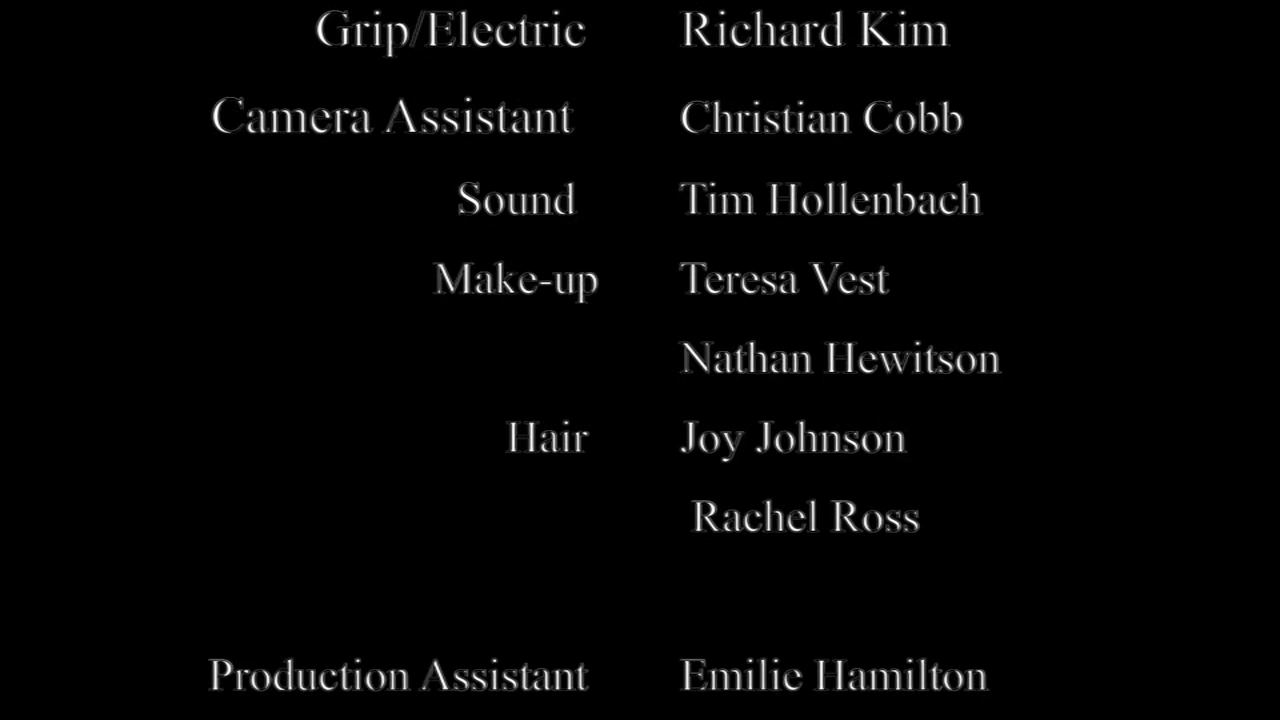 Grip/Electric Richard Kim
Camera Assistant Christian Cobb
Sound Tim Hollenbach
Make-up Teresa Vest
Nathan Hewitson
Hair Joy Johnson
Rachel Ross
Production Assistant Emilie Hamilton